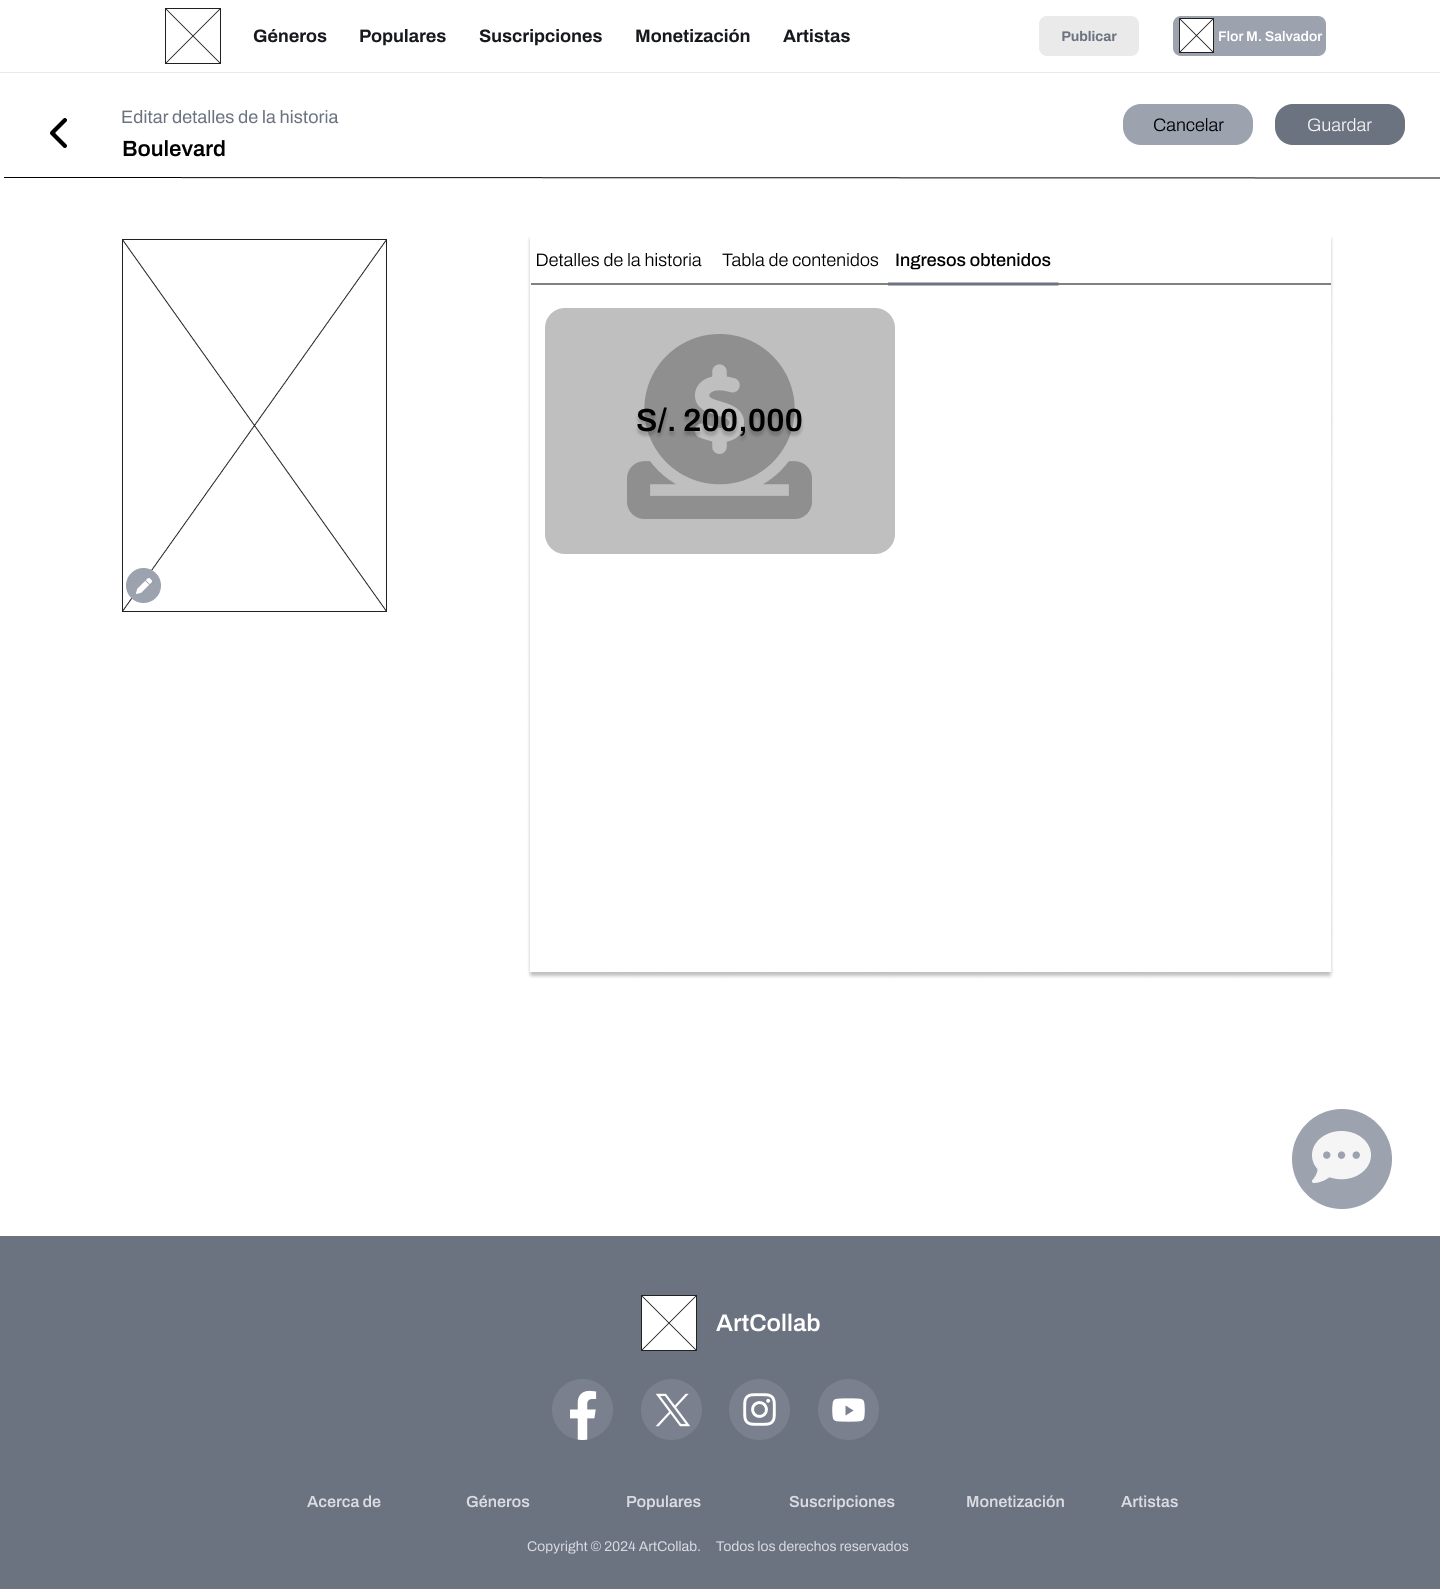 Géneros Populares Suscripciones Monetización Artistas Publicar Flor M. Salvador
Editar detalles de la historia
Boulevard
Cancelar Guardar
Detalles de la historia Tabla de contenidos Ingresos obtenidos
S/. 200,000
ArtCollab
Acerca de Géneros Populares Suscripciones Monetización Artistas
Copyright © 2024 ArtCollab. Todos los derechos reservados